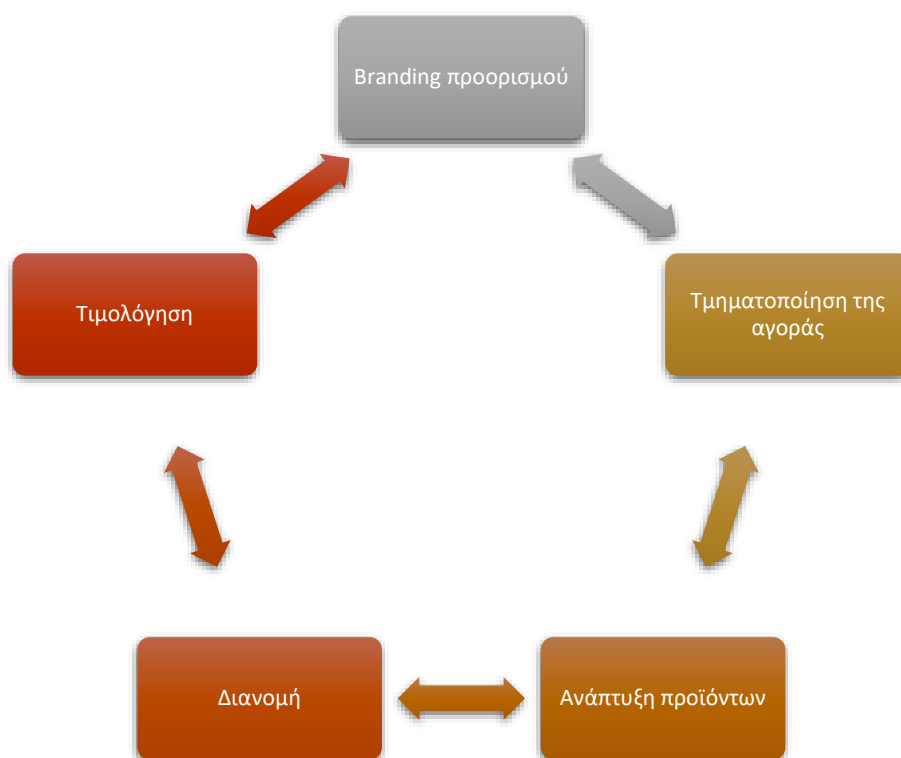 Branding προορισμού
Τιμολόγηση
Τμηματοποίηση της
αγοράς
Διανομή
Ανάπτυξη προϊόντων